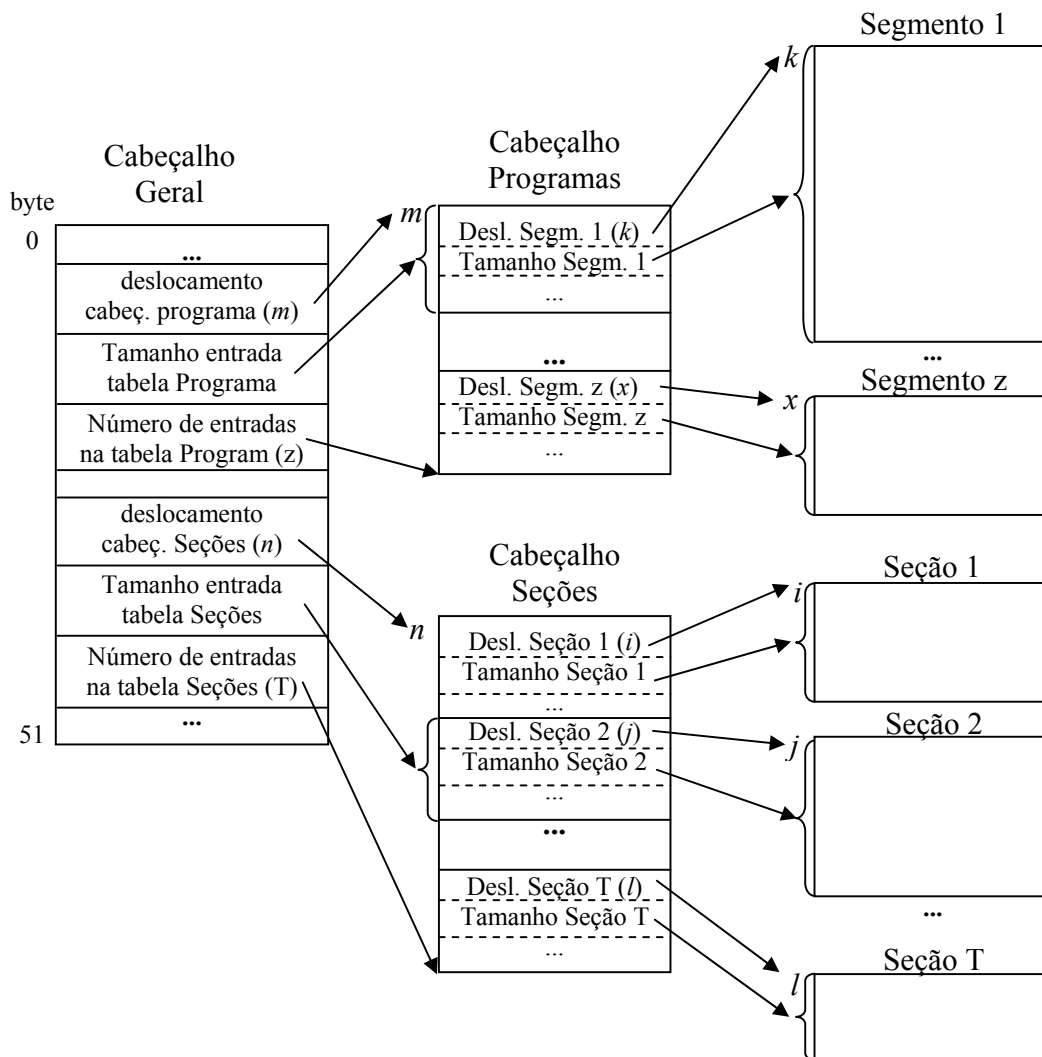 Cabeçalho
Geral
byte
0
...
deslocamento
cabeç. programa (m)
Tamanho entrada
tabela Programa
Número de entradas
na tabela Program (z)
deslocamento
cabeç. Seções (n)
Tamanho entrada
tabela Seções
Número de entradas
na tabela Seções (T)
...
51
Cabeçalho
Programas
m
Desl. Segm. 1 (k)
Tamanho Segm. 1
...
...
Desl. Segm. z (x)
Tamanho Segm. z
...
Segmento 1
k
...
Segmento z
x
Cabeçalho
Seções
n
Desl. Seção 1 (i)
Tamanho Seção 1
...
Desl. Seção 2 (j)
Tamanho Seção 2
...
...
Desl. Seção T (l)
Tamanho Seção T
...
Seção 1
i
Seção 2
j
...
Seção T
l